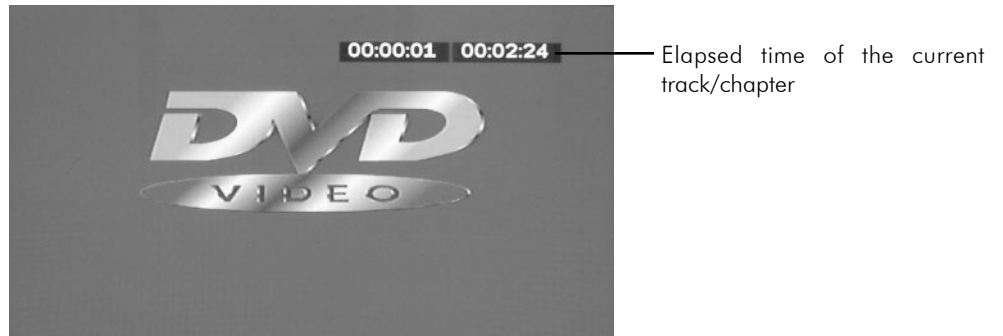 00:00:01 00:02:24
Elapsed time of the current
track/chapter
DVD
VIDEO